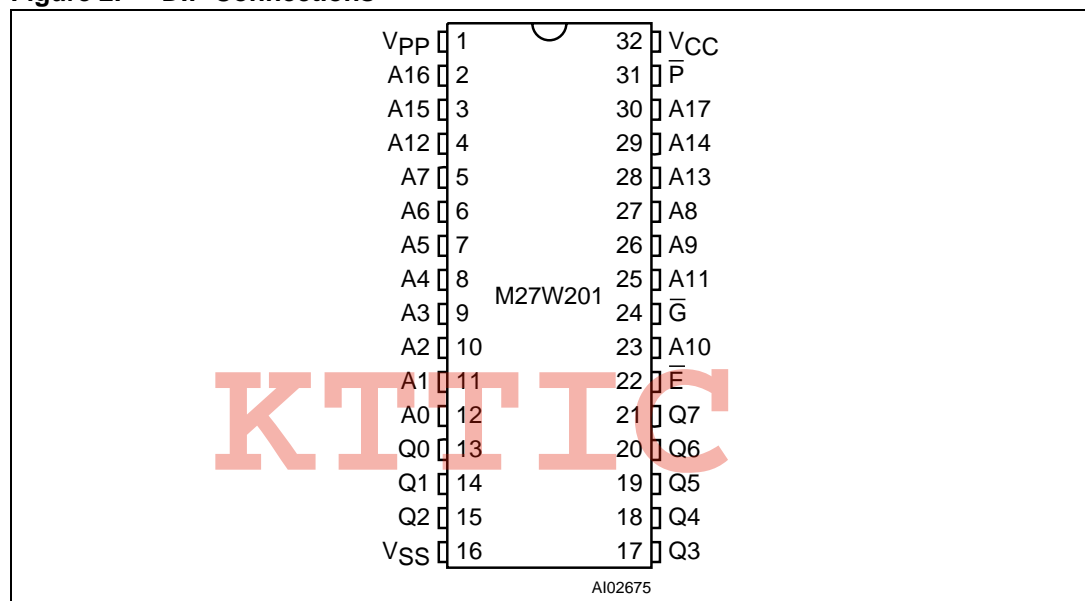 Figure 2. DIP Connections
VPP 1 32 VCC
A16 2 31 P̅
A15 3 30 A17
A12 4 29 A14
A7 5 28 A13
A6 6 27 A8
A5 7 26 A9
A4 8 25 A11
M27W201
A3 9 24 G̅
A2 10 23 A10
A1 11 22 E̅
A0 12 21 Q7
Q0 13 20 Q6
Q1 14 19 Q5
Q2 15 18 Q4
VSS 16 17 Q3
KTTIC
AI02675